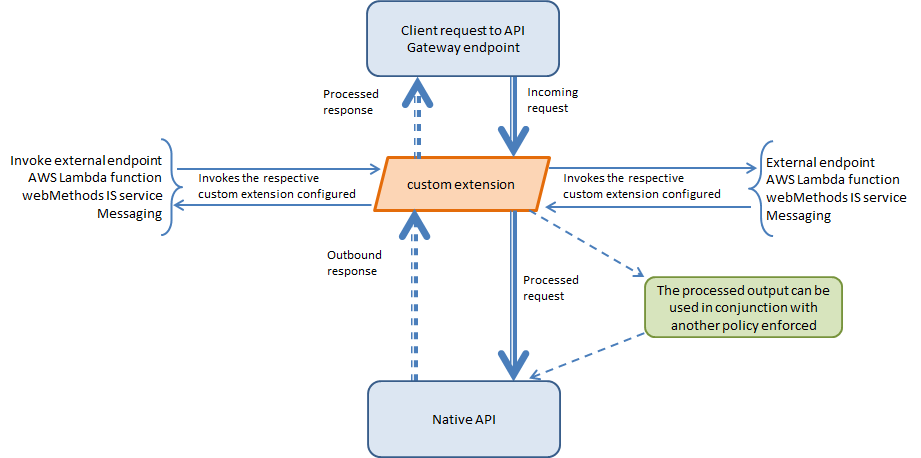 Client request to API
Gateway endpoint
Processed
response
Incoming
request
Invoke external endpoint
AWS Lambda function
webMethods IS service
Messaging
Invokes the respective
custom extension configured
custom extension
Invokes the respective
custom extension configured
External endpoint
AWS Lambda function
webMethods IS service
Messaging
Outbound
response
Processed
request
The processed output can be
used in conjunction with
another policy enforced
Native API